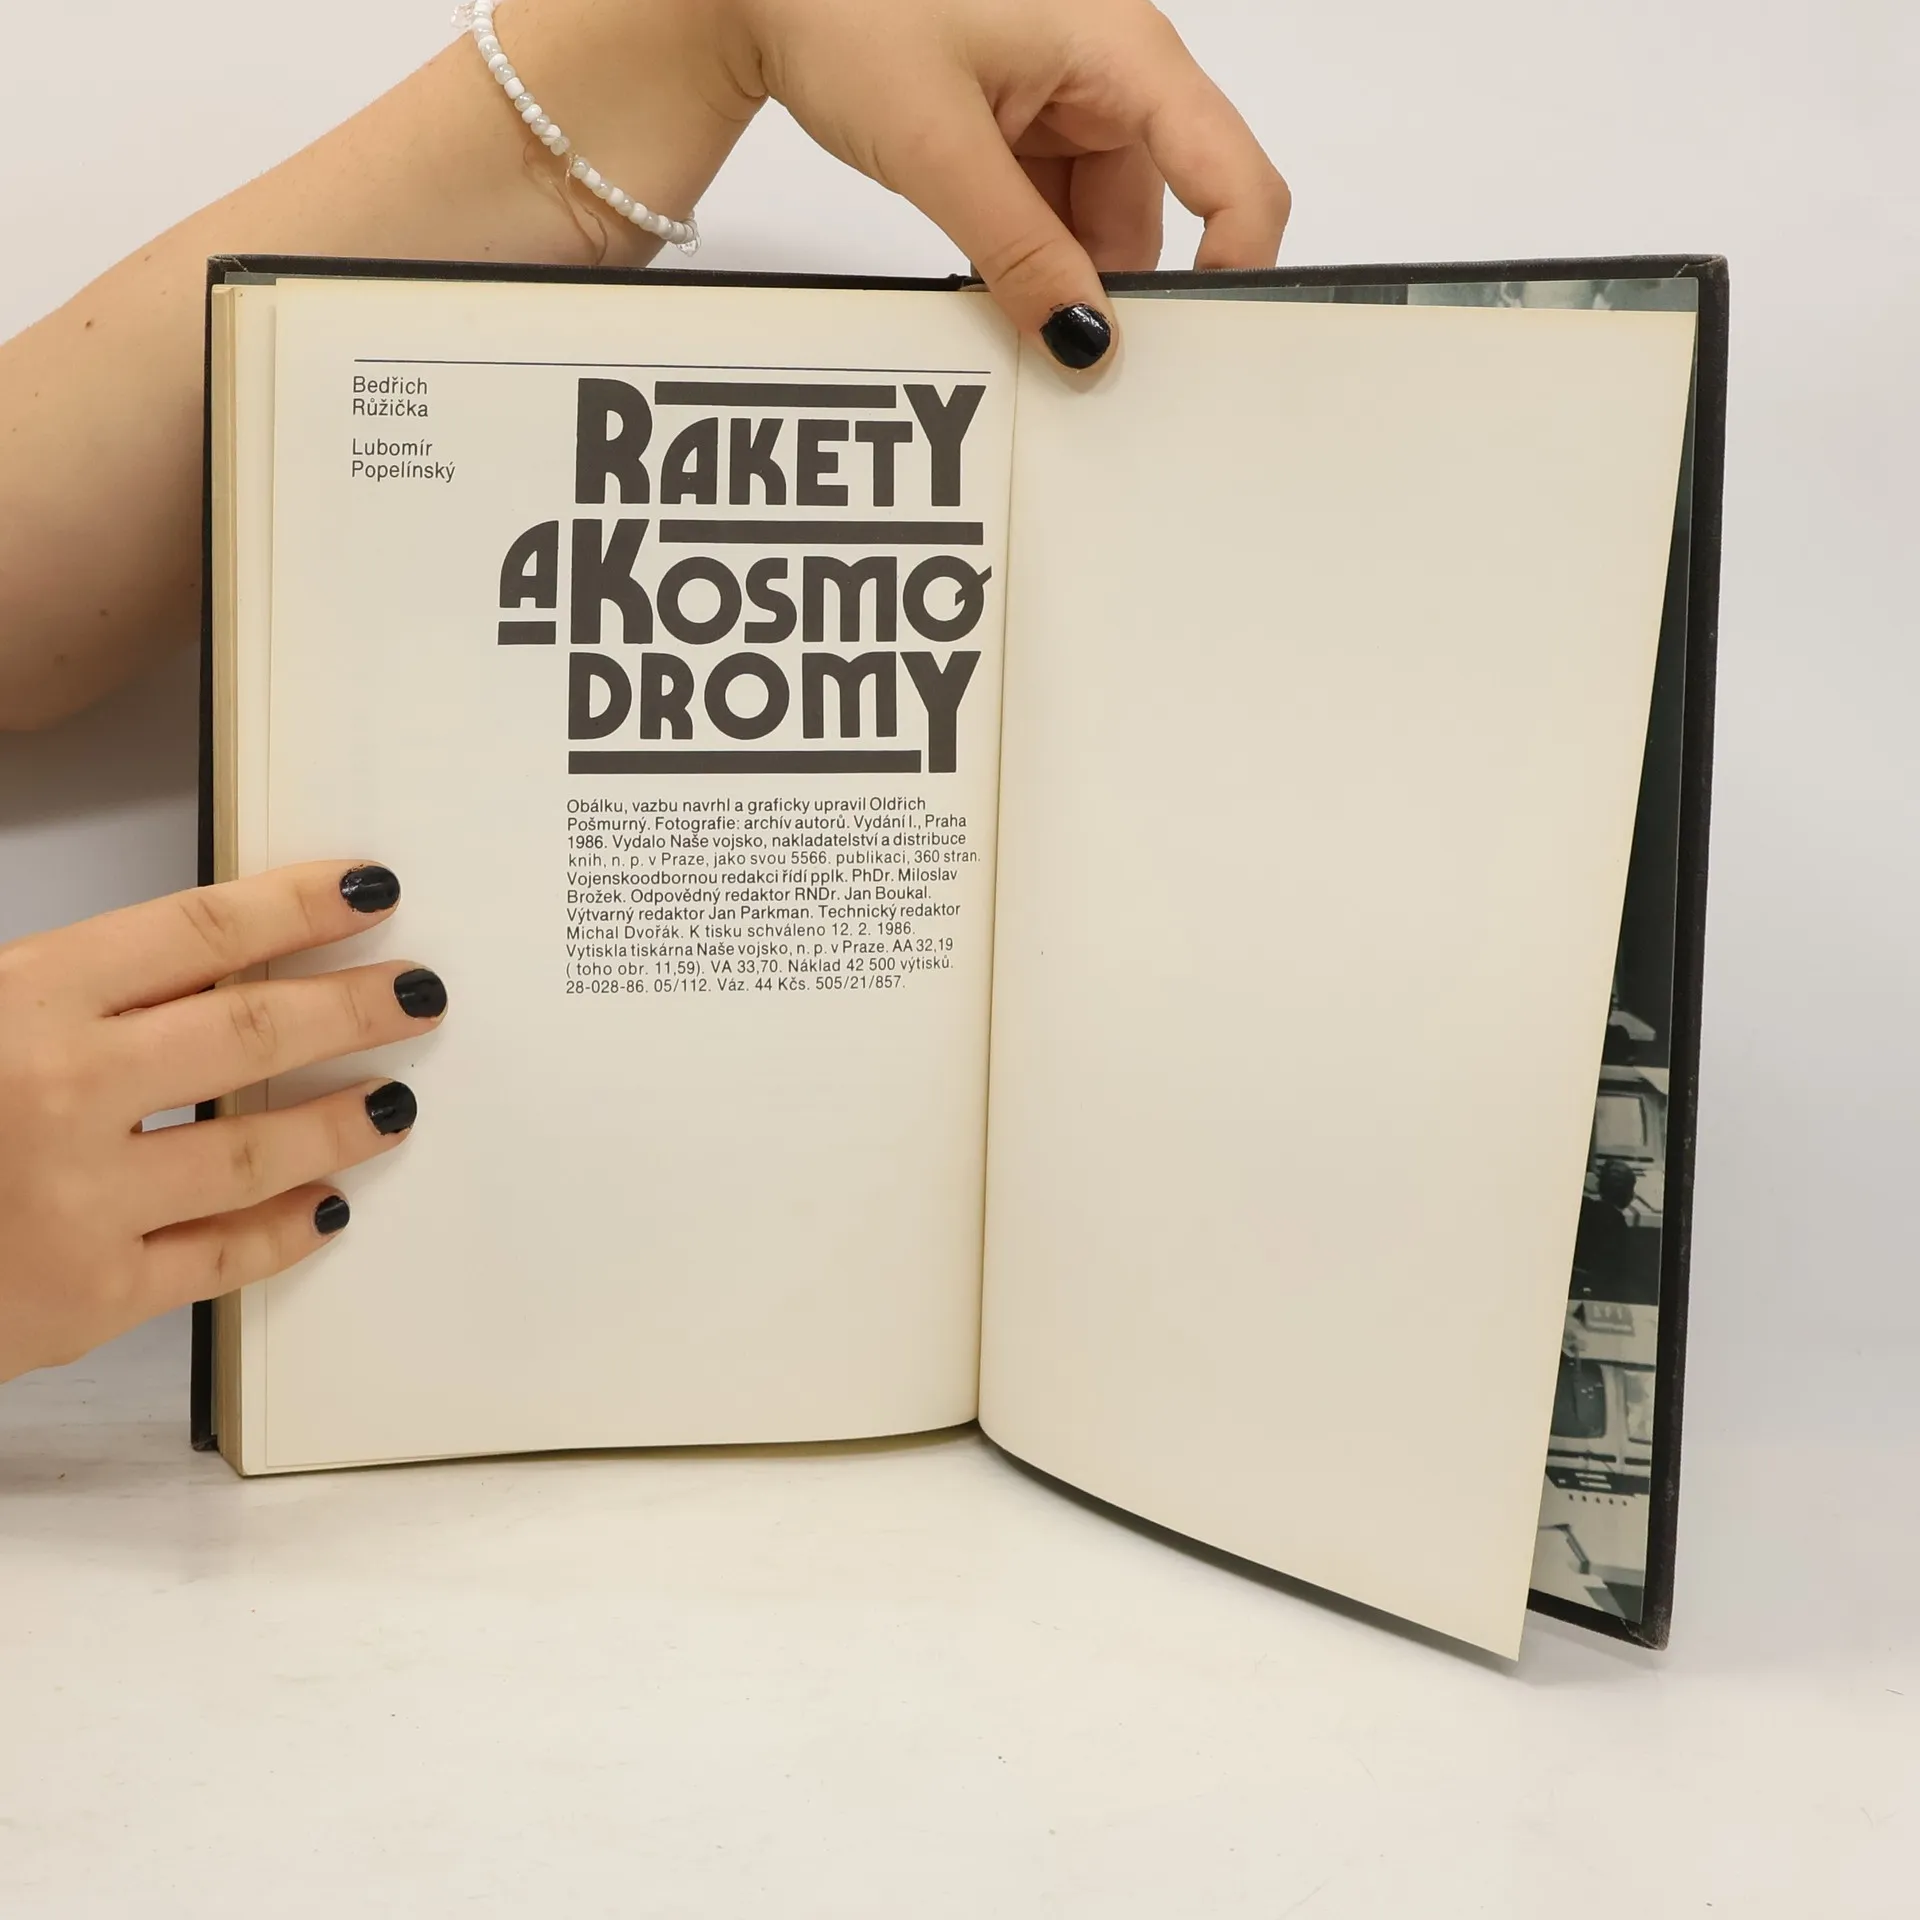 Bedřich
Růžička
Lubomír
Popelínský
RAKETY
A KOSMO
DROMY
Obálku, vazbu navrhl a graficky upravil Oldřich
Pošmurný. Fotografie: archív autorů. Vydání I., Praha
1986. Vydalo Naše vojsko, nakladatelství a distribuce
knih, n. p. v Praze, jako svou 5566. publikaci, 360 stran.
Vojenskoodbornou redakci řídí pplk. PhDr. Miloslav
Brožek. Odpovědný redaktor RNDr. Jan Boukal.
Výtvarný redaktor Jan Parkman. Technický redaktor
Michal Dvořák. K tisku schváleno 12. 2. 1986.
Vytiskla tiskárna Naše vojsko, n. p. v Praze. AA 32,19
( toho obr. 11,59). VA 33,70. Náklad 42 500 výtisků.
28-028-86. 05/112. Váz. 44 Kčs. 505/21/857.